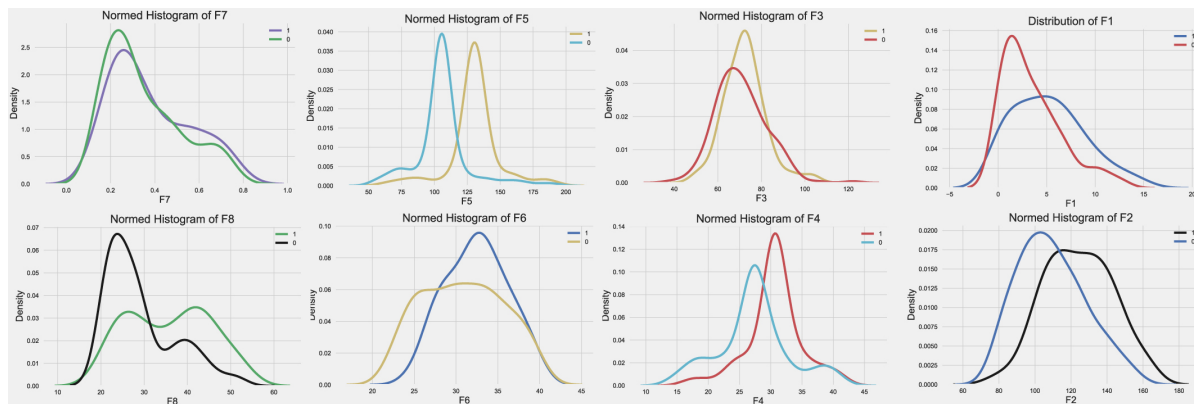 Normed Histogram of F7
1
0
Density
2.5
2.0
1.5
1.0
0.5
0.0
0.0 0.2 0.4 0.6 0.8 1.0
F7
Normed Histogram of F5
1
0
Density
0.040
0.035
0.030
0.025
0.020
0.015
0.010
0.005
0.000
50 75 100 125 150 175 200
F5
Normed Histogram of F3
1
0
Density
0.04
0.03
0.02
0.01
0.00
40 60 80 100 120
F3
Distribution of F1
1
0
Density
0.16
0.14
0.12
0.10
0.08
0.06
0.04
0.02
0.00
−5 0 5 10 15 20
F1
Normed Histogram of F8
1
0
Density
0.07
0.06
0.05
0.04
0.03
0.02
0.01
0.00
10 20 30 40 50 60
F8
Normed Histogram of F6
1
0
Density
0.10
0.08
0.06
0.04
0.02
0.00
20 25 30 35 40 45
F6
Normed Histogram of F4
1
0
Density
0.14
0.12
0.10
0.08
0.06
0.04
0.02
0.00
10 15 20 25 30 35 40 45
F4
Normed Histogram of F2
1
0
Density
0.0200
0.0175
0.0150
0.0125
0.0100
0.0075
0.0050
0.0025
0.0000
60 80 100 120 140 160 180
F2